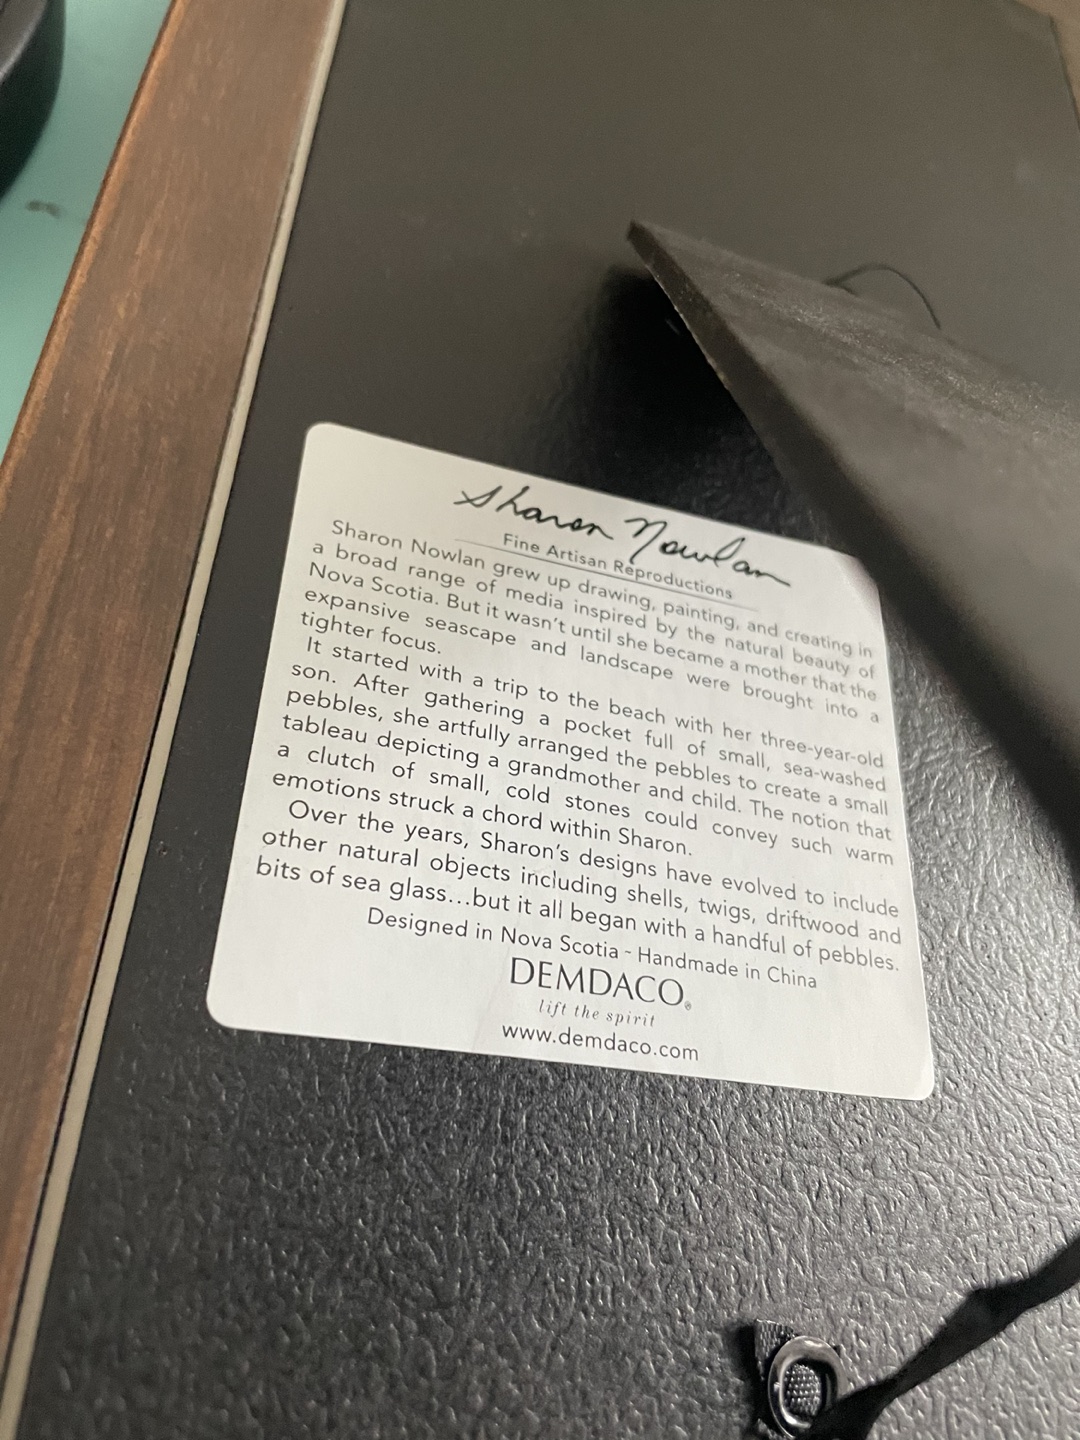 Sharon Nowlan
Fine Artisan Reproductions
Sharon Nowlan grew up drawing, painting, and creating in
a broad range of media inspired by the natural beauty of
Nova Scotia. But it wasn't until she became a mother that the
expansive seascape and landscape were brought into a
tighter focus.
It started with a trip to the beach with her three-year-old
son. After gathering a pocket full of small, sea-washed
pebbles, she artfully arranged the pebbles to create a small
tableau depicting a grandmother and child. The notion that
a clutch of small, cold stones could convey such warm
emotions struck a chord within Sharon.
Over the years, Sharon's designs have evolved to include
other natural objects including shells, twigs, driftwood and
bits of sea glass...but it all began with a handful of pebbles.
Designed in Nova Scotia - Handmade in China
DEMDACO®
lift the spirit
www.demdaco.com